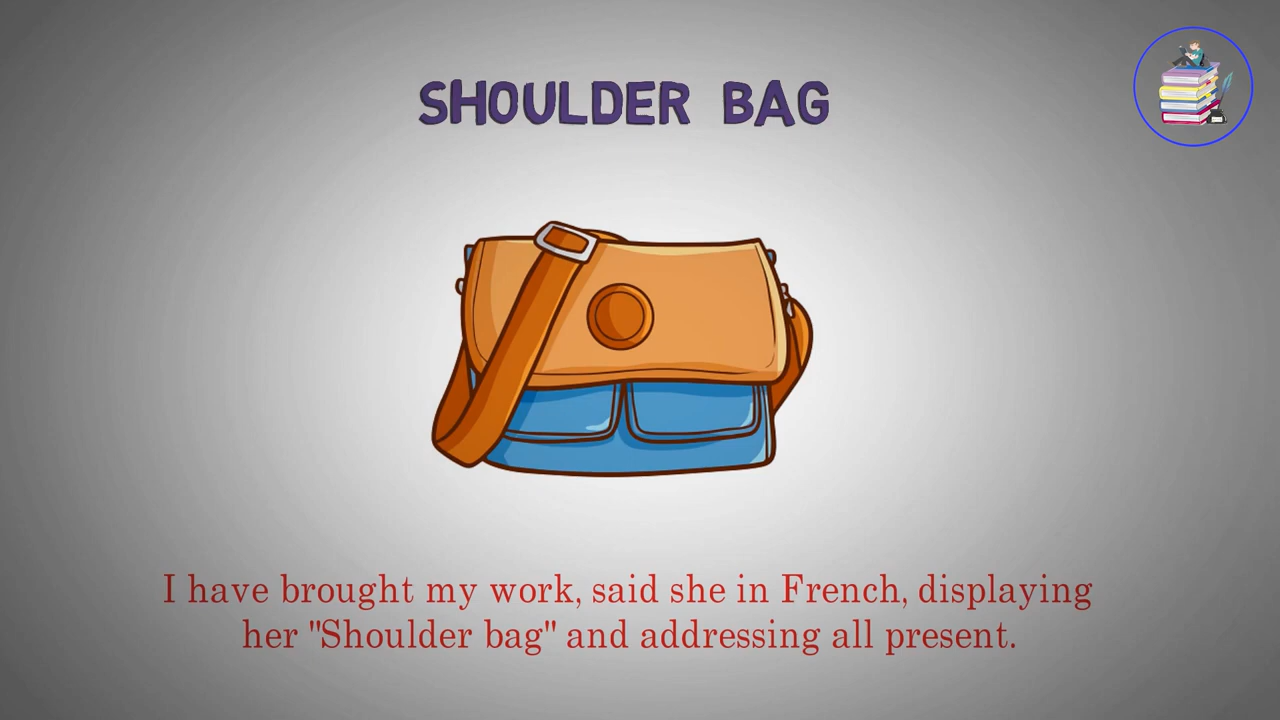 SHOULDER BAG
I have brought my work, said she in French, displaying
her "Shoulder bag" and addressing all present.